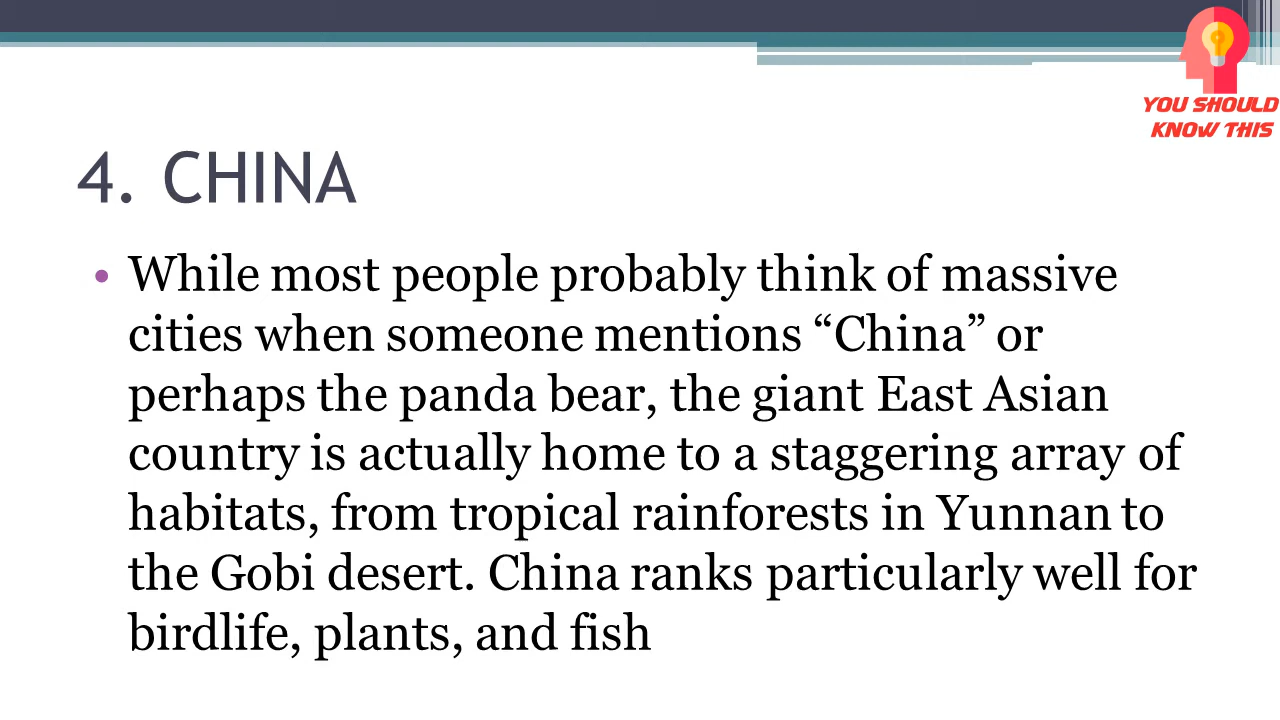 YOU SHOULD
KNOW THIS
4. CHINA
• While most people probably think of massive
cities when someone mentions “China” or
perhaps the panda bear, the giant East Asian
country is actually home to a staggering array of
habitats, from tropical rainforests in Yunnan to
the Gobi desert. China ranks particularly well for
birdlife, plants, and fish